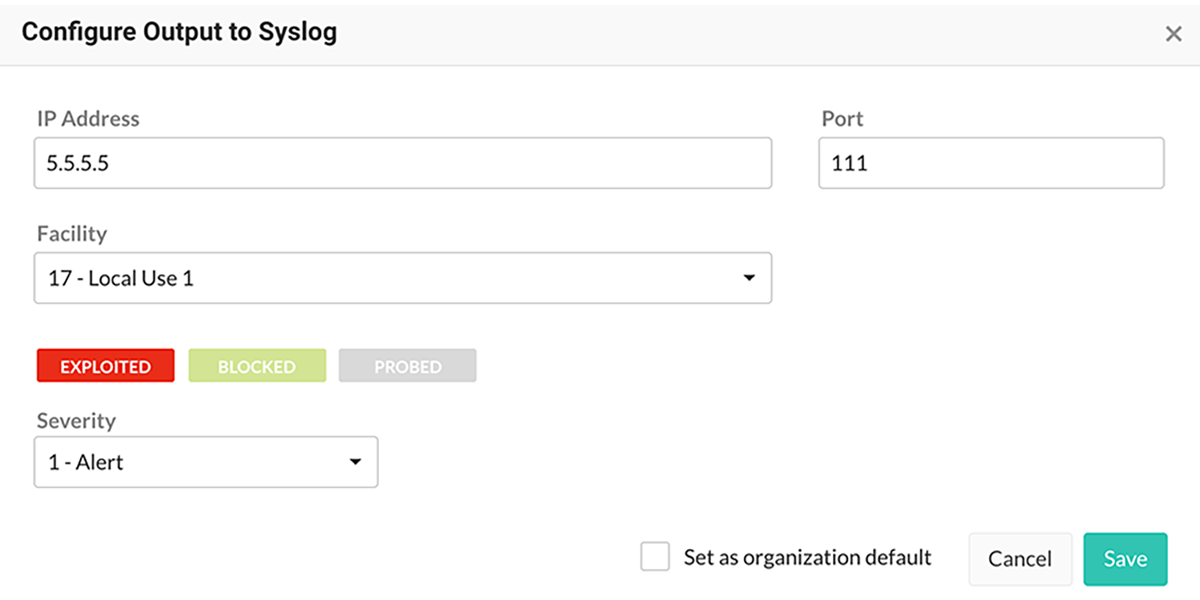 Configure Output to Syslog
IP Address
Port
5.5.5.5
111
Facility
17 - Local Use 1
EXPLOITED
BLOCKED
PROBED
Severity
1 - Alert
Set as organization default
Cancel
Save